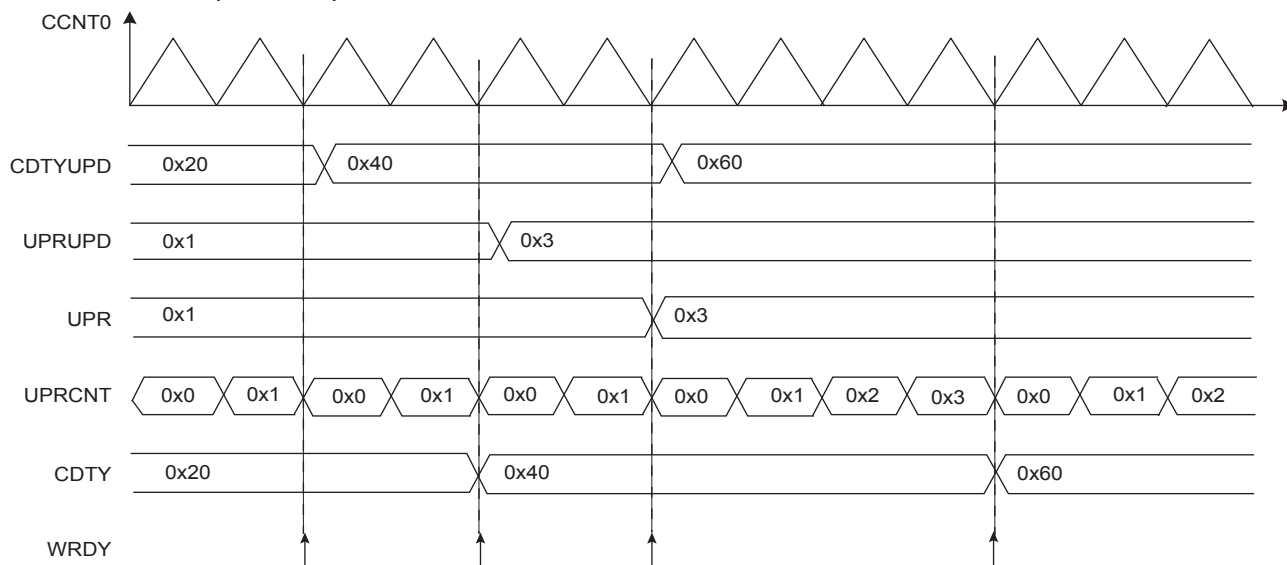 CCNT0
CDTYUPD 0x20 0x40 0x60
UPRUPD 0x1 0x3
UPR 0x1 0x3
UPRCNT 0x0 0x1 0x0 0x1 0x0 0x1 0x0 0x1 0x2 0x3 0x0 0x1 0x2
CDTY 0x20 0x40 0x60
WRDY